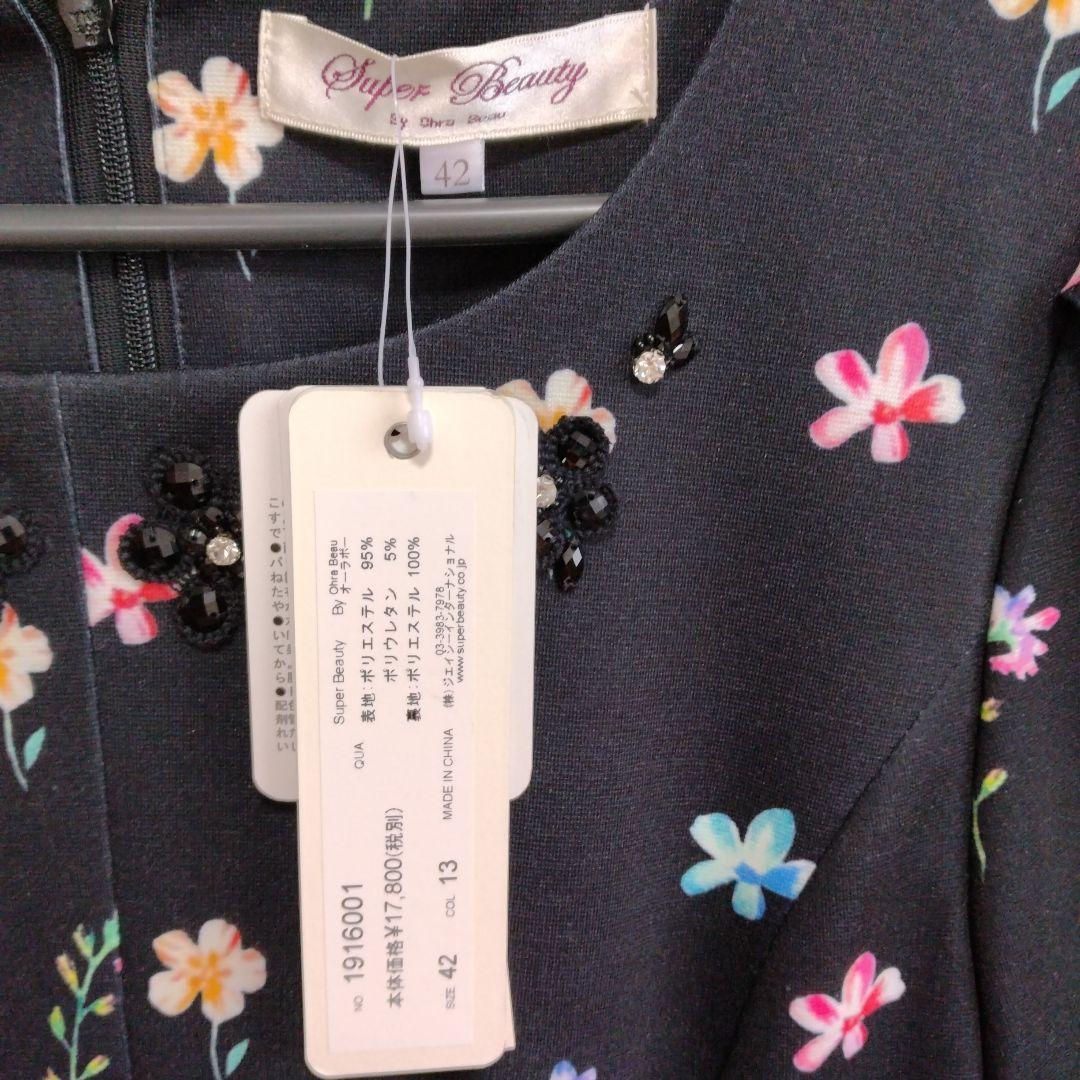 Super Beauty
By Ohra Beau
42
NO 1916001 QUA Super Beauty By Ohra Beau オーラボー
表地:ポリエステル 95%
ポリウレタン 5%
本体価格¥17,800(税別) 裏地:ポリエステル 100%
SIZE 42 COL 13 MADE IN CHINA (株)ジェイシーインターナショナル
03-3983-7978
www.superbeauty.co.jp